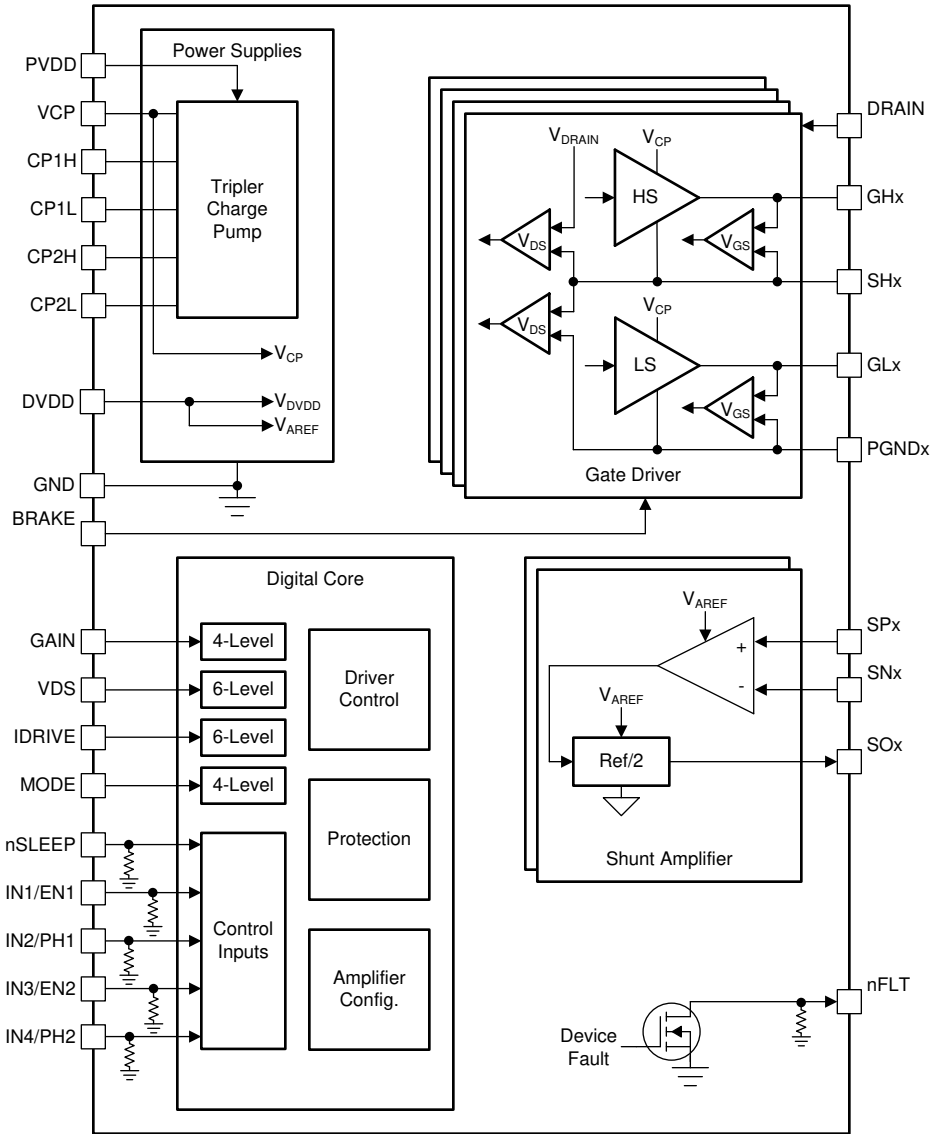 PVDD
VCP
CP1H
CP1L
CP2H
CP2L
DVDD
GND
BRAKE
GAIN
VDS
IDRIVE
MODE
nSLEEP
IN1/EN1
IN2/PH1
IN3/EN2
IN4/PH2
Power Supplies
Tripler
Charge
Pump
VCP
VDVDD
VAREF
Digital Core
4-Level
6-Level
6-Level
4-Level
Control
Inputs
Driver
Control
Protection
Amplifier
Config.
VDRAIN
VCP
HS
VDS
VGS
VDS
VCP
LS
VGS
Gate Driver
VAREF
+
-
VAREF
Ref/2
Shunt Amplifier
Device
Fault
DRAIN
GHx
SHx
GLx
PGNDx
SPx
SNx
SOx
nFLT